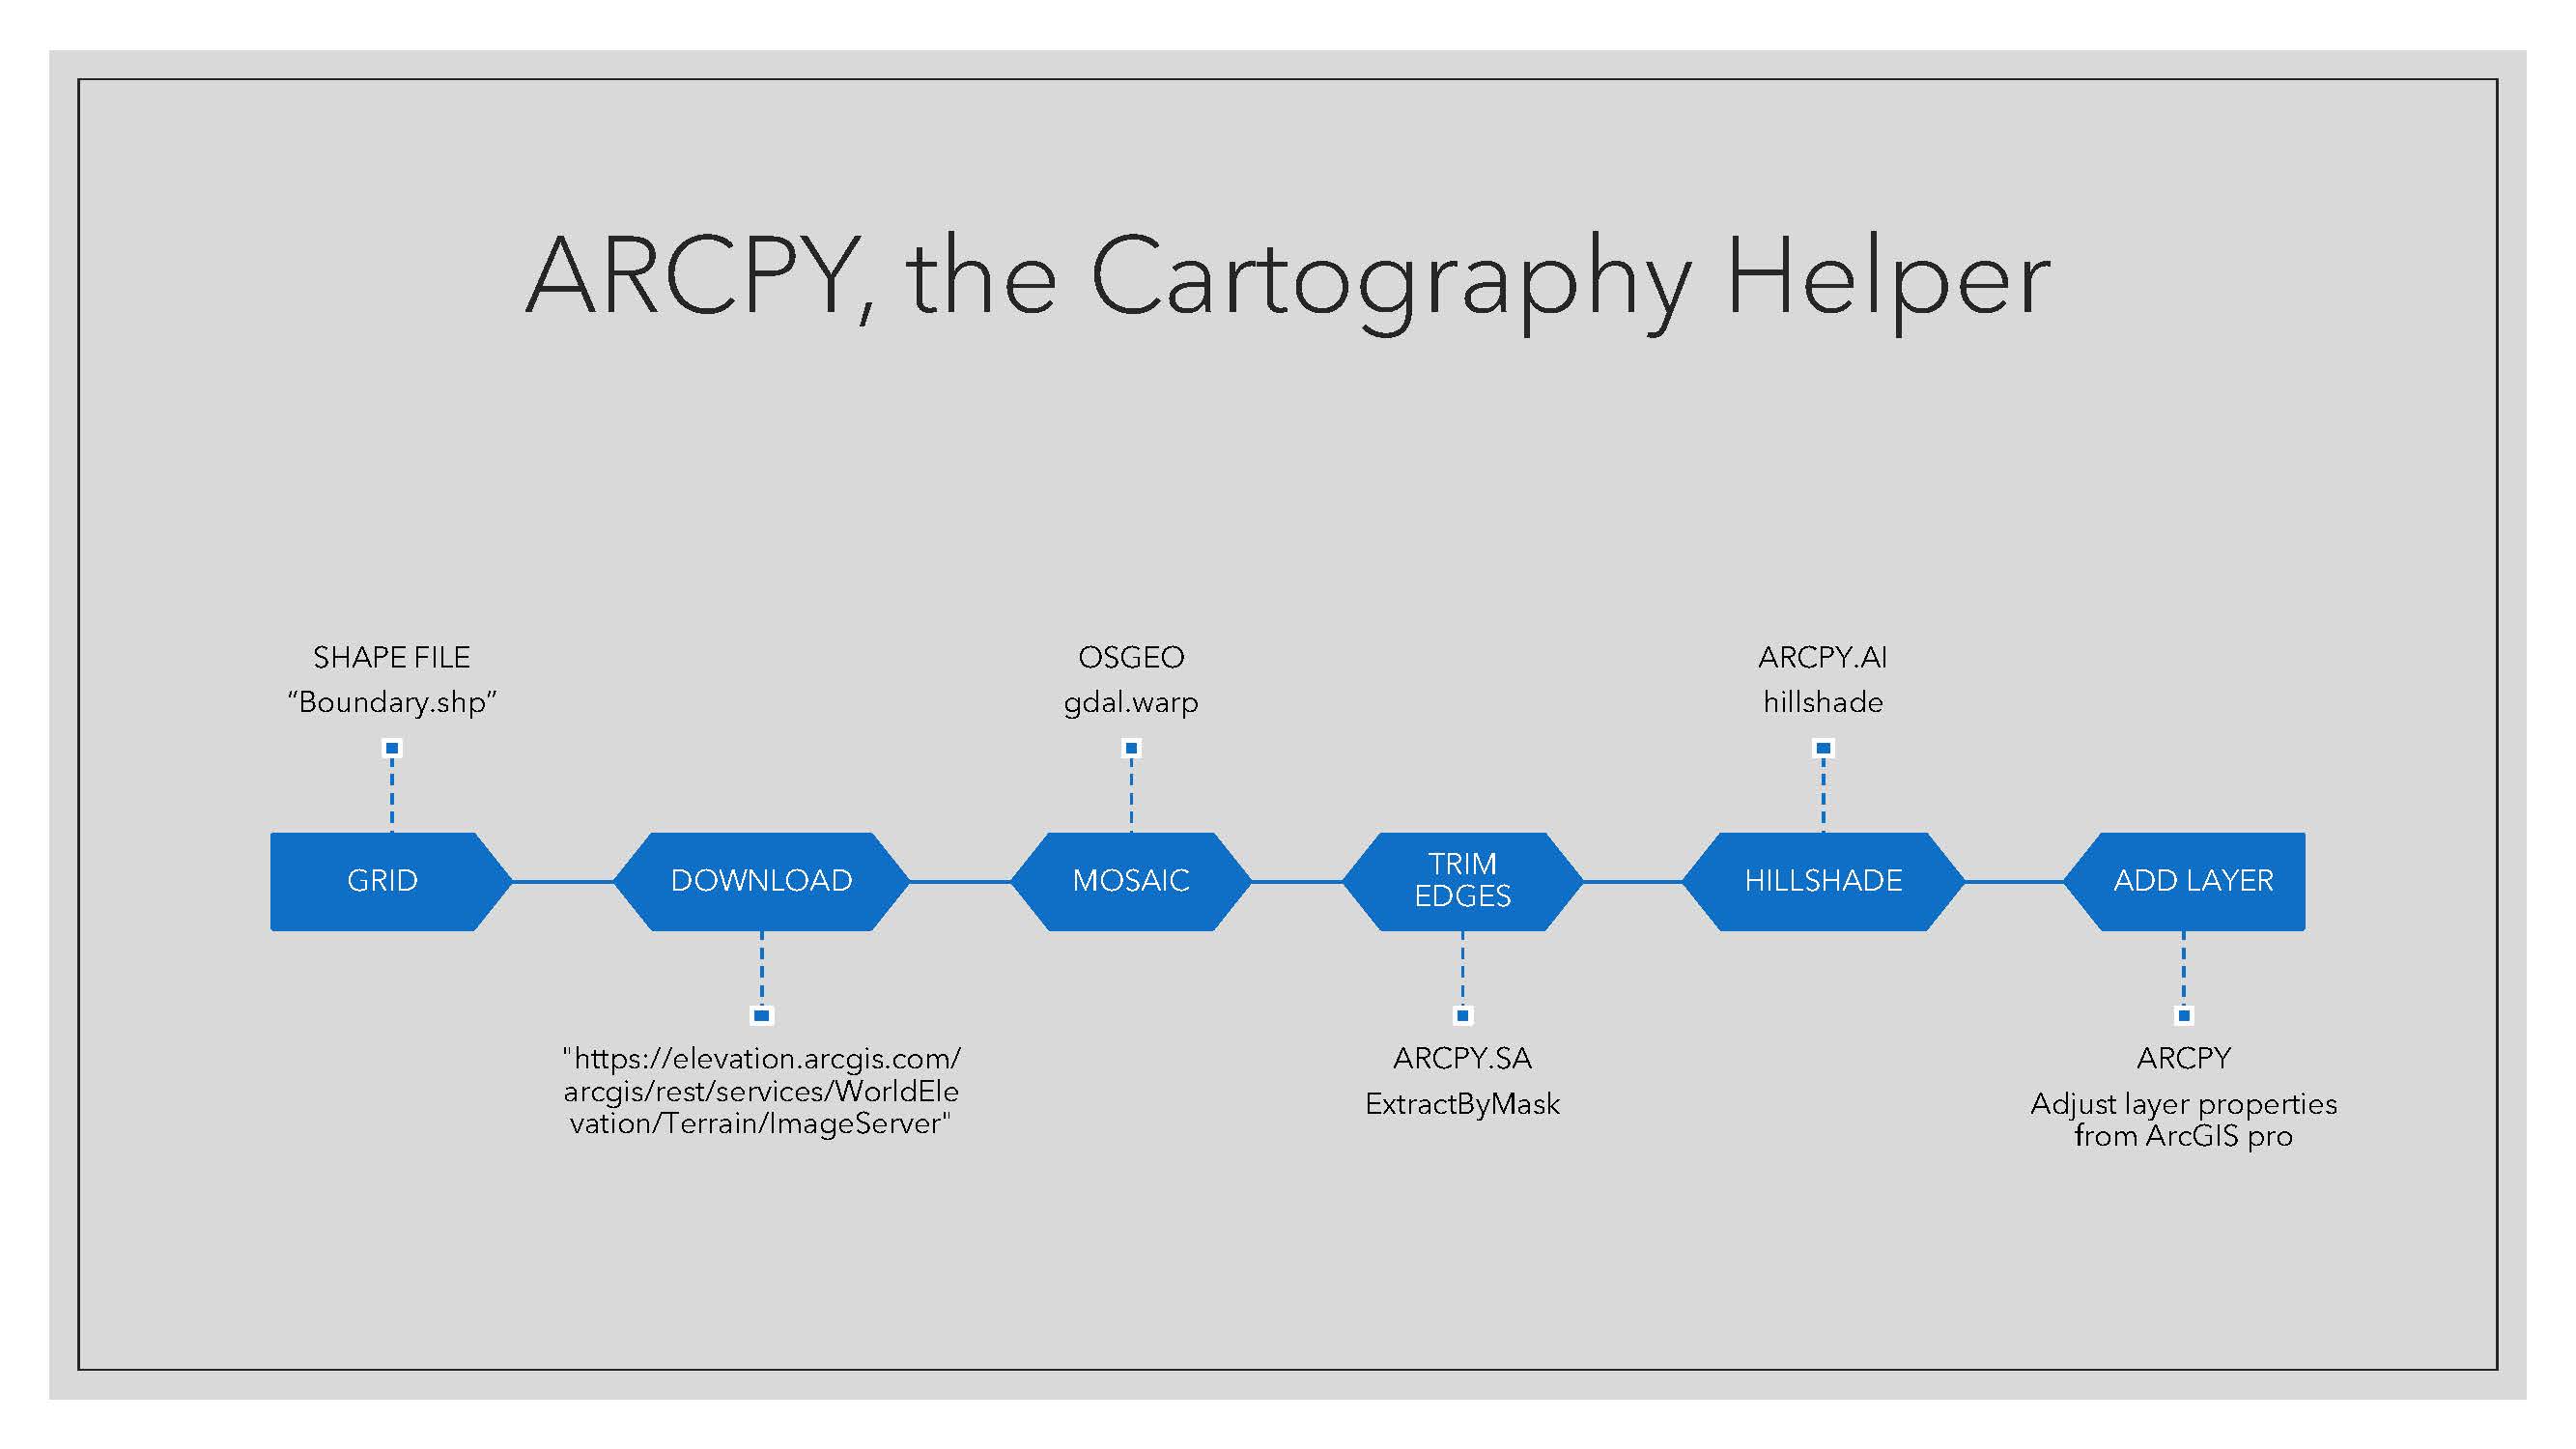 ARCPY, the Cartography Helper
SHAPE FILE
“Boundary.shp”
OSGEO
gdal.warp
ARCPY.AI
hillshade
GRID
DOWNLOAD
MOSAIC
TRIM
EDGES
HILLSHADE
ADD LAYER
"https://elevation.arcgis.com/
arcgis/rest/services/WorldEle
vation/Terrain/ImageServer"
ARCPY.SA
ExtractByMask
ARCPY
Adjust layer properties
from ArcGIS pro